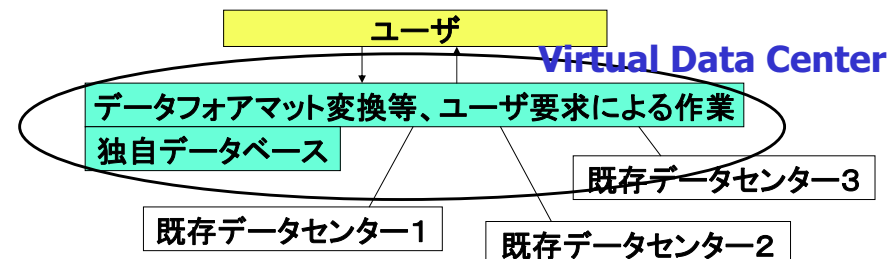 ユーザ
Virtual Data Center
データフォアマット変換等、ユーザ要求による作業
独自データベース
既存データセンター３
既存データセンター１
既存データセンター２